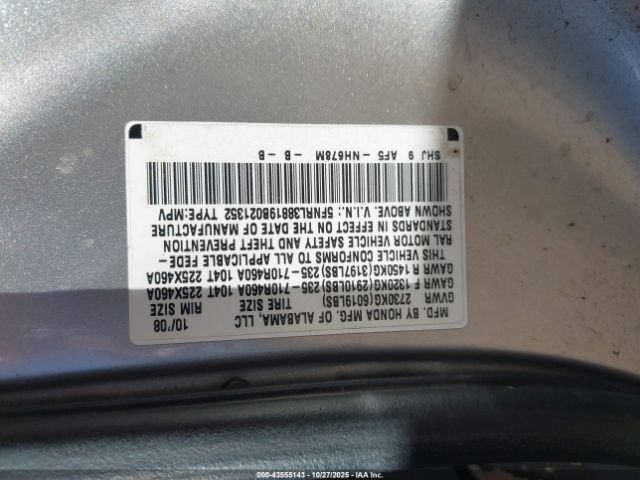 MFD. BY HONDA MFG. OF ALABAMA, LLC 10/'08
GVWR 2730KG(6019LBS) TIRE SIZE RIM SIZE
GAWR F 1320KG(2910LBS) 235-710R460A 104T 225X460A
GAWR R 1450KG(3197LBS) 235-710R460A 104T 225X460A
THIS VEHICLE CONFORMS TO ALL APPLICABLE FEDE-
RAL MOTOR VEHICLE SAFETY AND THEFT PREVENTION
STANDARDS IN EFFECT ON THE DATE OF MANUFACTURE
SHOWN ABOVE. V.I.N.: 5FNRL38819B021352 TYPE:MPV
SHJ 9 AF5 - NH678M - B - B
000-43555143 | 10/27/2025 | IAAI.COM